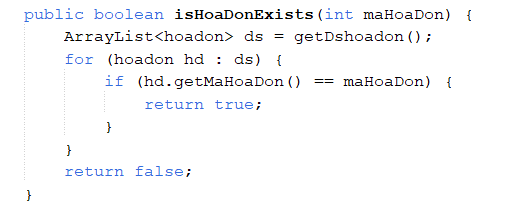 public boolean isHoaDonExists(int maHoaDon) {
    ArrayList<hoadon> ds = getDshoadon();
    for (hoadon hd : ds) {
        if (hd.getMaHoaDon() == maHoaDon) {
            return true;
        }
    }
    return false;
}